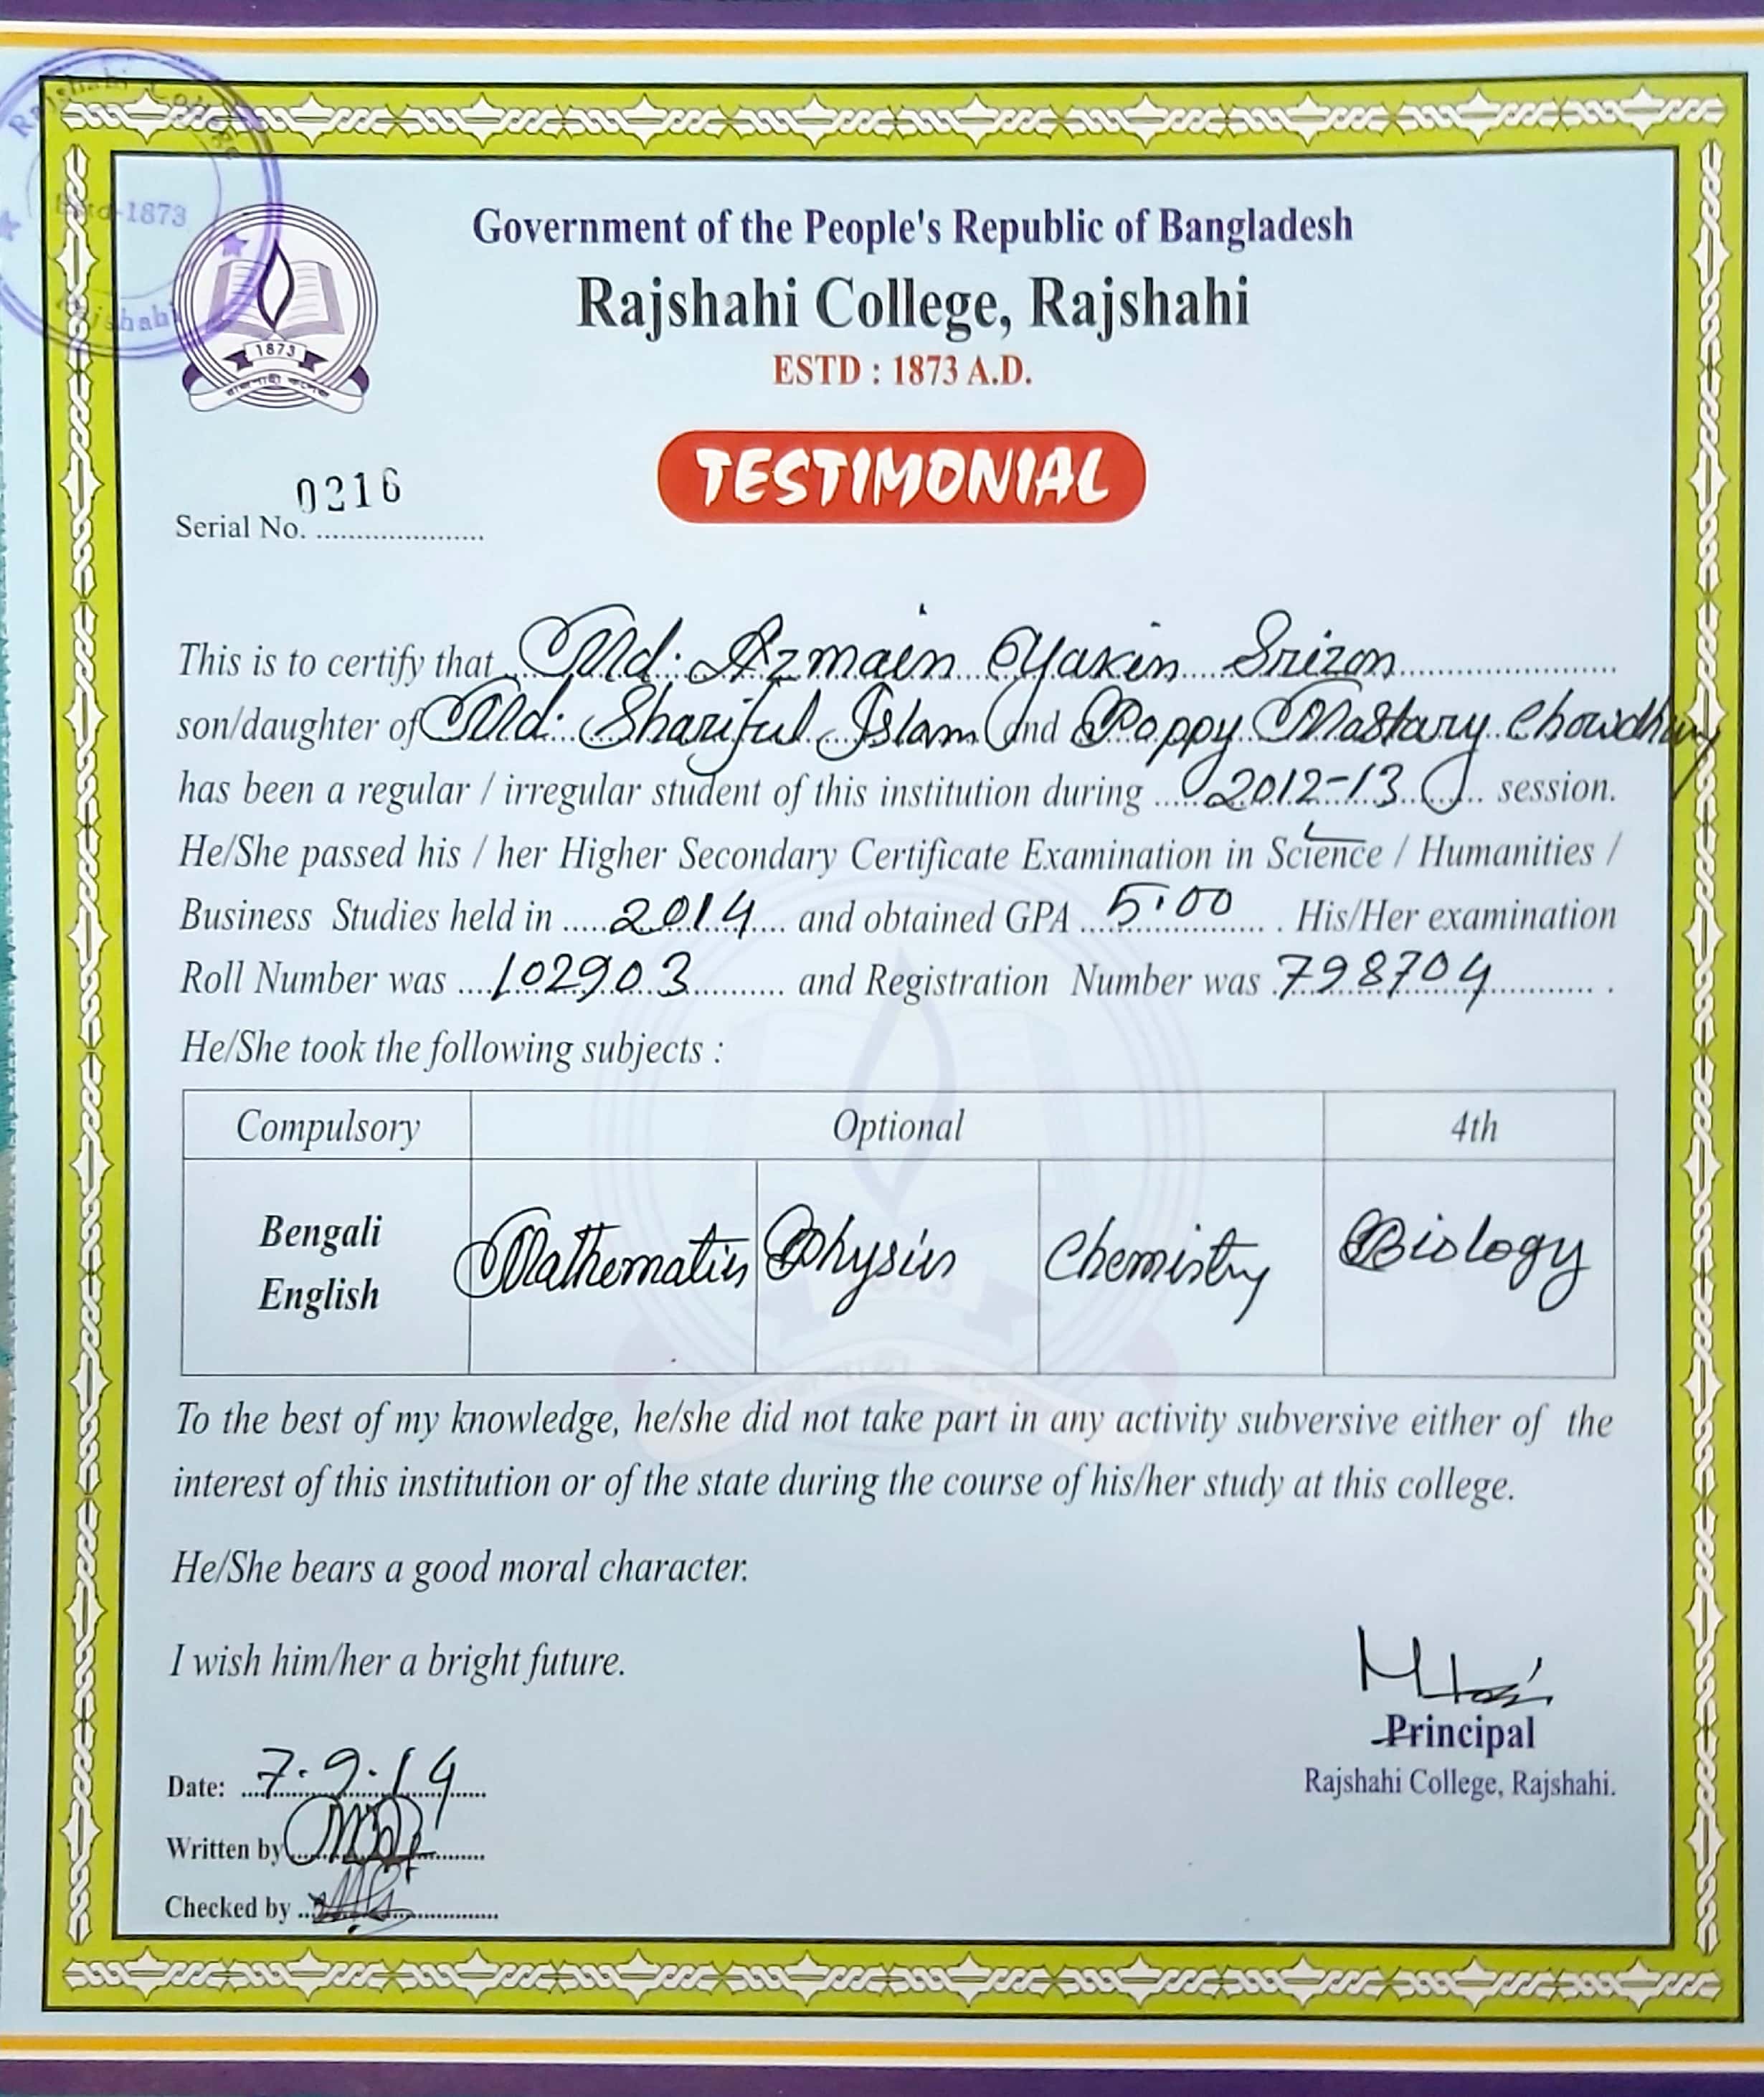 Rajshahi College
Estd-1873
Rajshahi
1873
রাজশাহী কলেজ
Government of the People's Republic of Bangladesh
Rajshahi College, Rajshahi
ESTD : 1873 A.D.
TESTIMONIAL
Serial No. 0216
This is to certify that Md. Azmain Yakin Srizon
son/daughter of Md. Shariful Islam and Poppy Mastary Chowdhury
has been a regular / irregular student of this institution during 2012-13 session.
He/She passed his / her Higher Secondary Certificate Examination in Science / Humanities /
Business Studies held in 2014 and obtained GPA 5.00 . His/Her examination
Roll Number was 102903 and Registration Number was 798704 .
He/She took the following subjects :
Compulsory Optional 4th
Bengali
English
Mathematics Physics Chemistry Biology
To the best of my knowledge, he/she did not take part in any activity subversive either of the
interest of this institution or of the state during the course of his/her study at this college.
He/She bears a good moral character.
I wish him/her a bright future.
Principal
Rajshahi College, Rajshahi.
Date: 7.9.14
Written by
Checked by